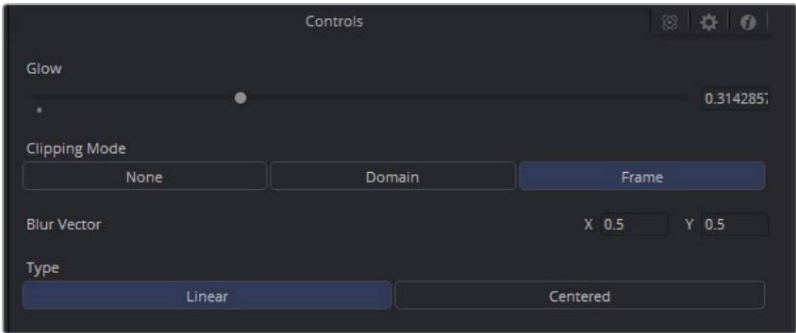 Controls
Glow
0.3142857
Clipping Mode
None Domain Frame
Blur Vector X 0.5 Y 0.5
Type
Linear Centered